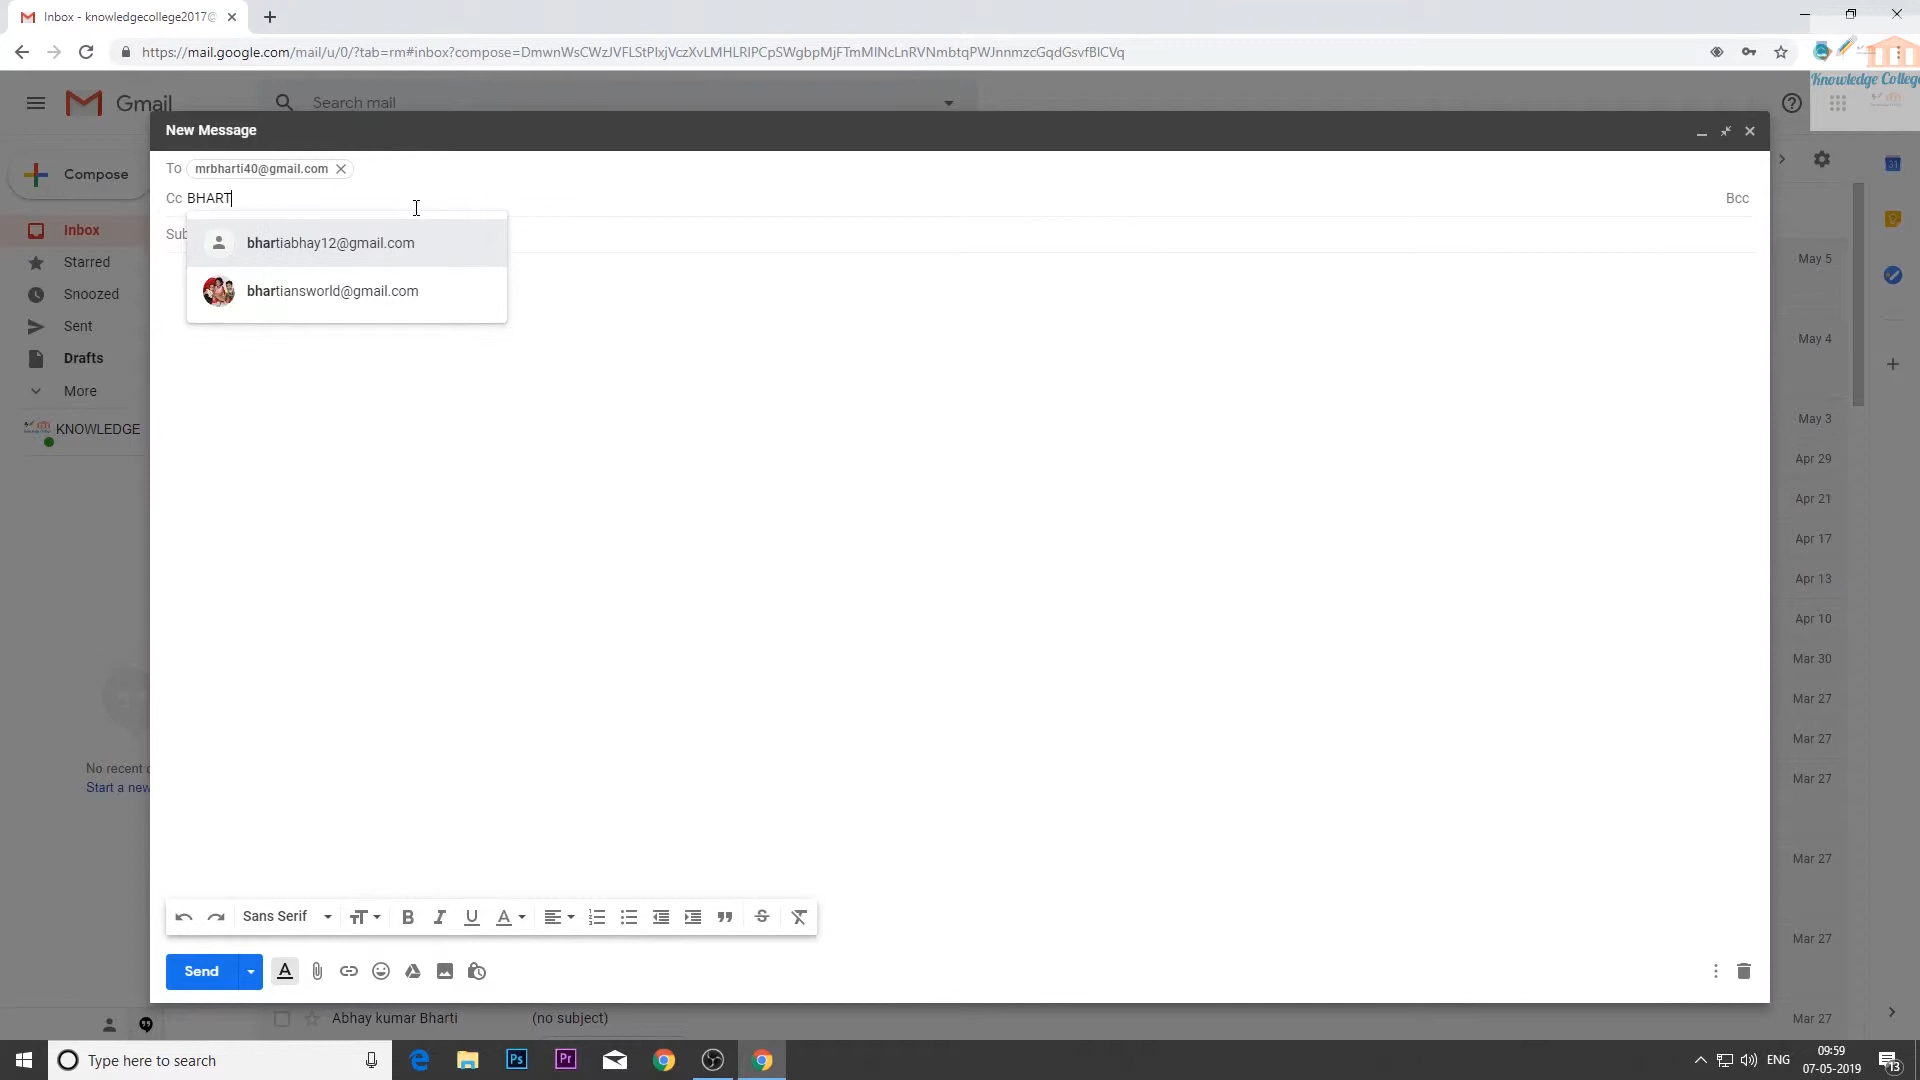 Inbox - knowledgecollege2017@
https://mail.google.com/mail/u/0/?tab=rm#inbox?compose=
Knowledge College
Gmail
Search mail
New Message
Compose
To mrbharti40@gmail.com
Cc BHART
Bcc
Sub
bhartiabhay12@gmail.com
bhartiansworld@gmail.com
Inbox
Starred
Snoozed
Sent
Drafts
More
KNOWLEDGE
No recent
Start a new
31
May 5
May 4
May 3
Apr 29
Apr 21
Apr 17
Apr 13
Apr 10
Mar 30
Mar 27
Mar 27
Mar 27
Mar 27
Mar 27
Mar 27
Sans Serif
B I U A
Send
A
Abhay kumar Bharti (no subject)
Type here to search
Ps
Pr
ENG
09:59
07-05-2019
13